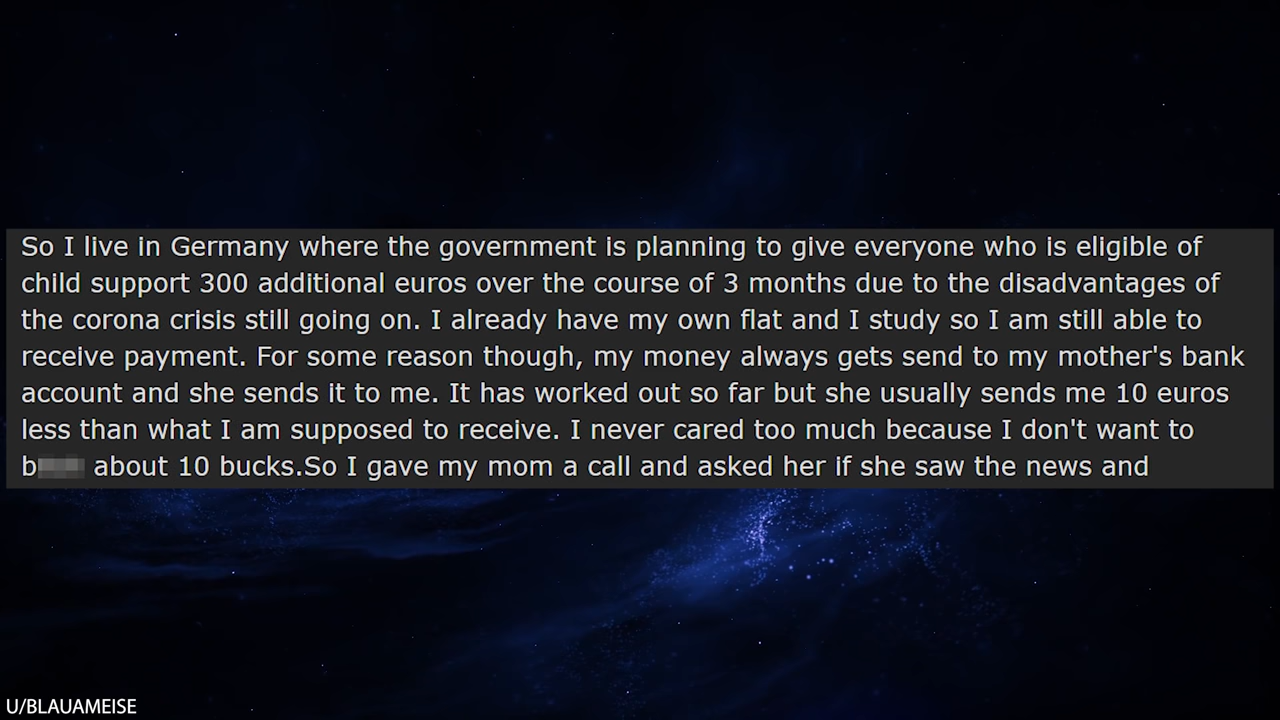 So I live in Germany where the government is planning to give everyone who is eligible of
child support 300 additional euros over the course of 3 months due to the disadvantages of
the corona crisis still going on. I already have my own flat and I study so I am still able to
receive payment. For some reason though, my money always gets send to my mother's bank
account and she sends it to me. It has worked out so far but she usually sends me 10 euros
less than what I am supposed to receive. I never cared too much because I don't want to
b about 10 bucks.So I gave my mom a call and asked her if she saw the news and
U/BLAUAMEISE